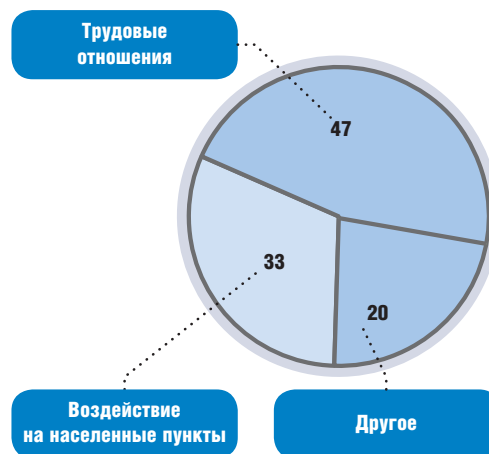 Трудовые
отношения
47
33
20
Воздействие
на населенные пункты
Другое